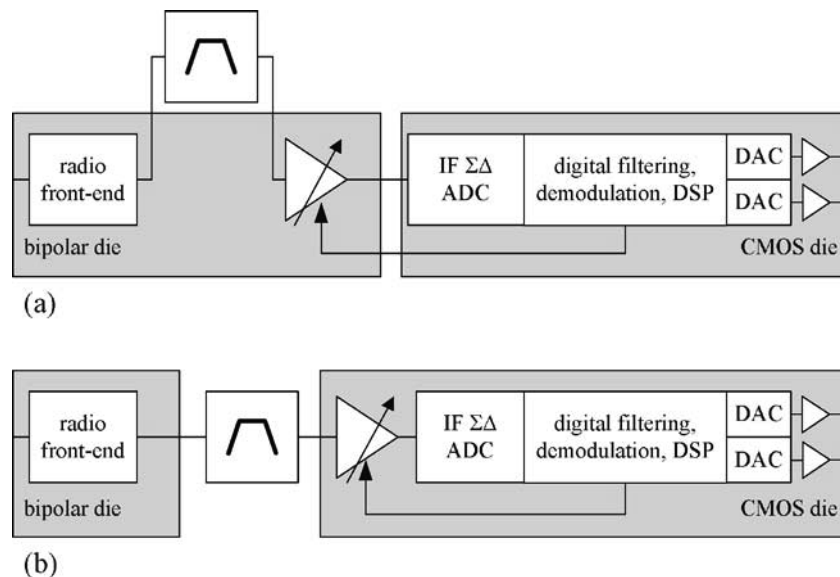 radio
front-end
bipolar die
IF ΣΔ
ADC
digital filtering,
demodulation, DSP
DAC
DAC
CMOS die
(a)
radio
front-end
bipolar die
IF ΣΔ
ADC
digital filtering,
demodulation, DSP
DAC
DAC
CMOS die
(b)